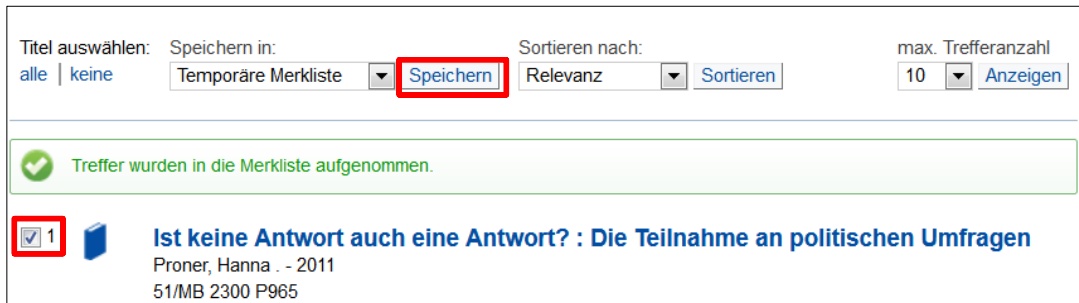 Titel auswählen: Speichern in: Sortieren nach: max. Trefferanzahl
alle | keine Temporäre Merkliste Speichern Relevanz Sortieren 10 Anzeigen
Treffer wurden in die Merkliste aufgenommen.
1 Ist keine Antwort auch eine Antwort? : Die Teilnahme an politischen Umfragen
Proner, Hanna . - 2011
51/MB 2300 P965